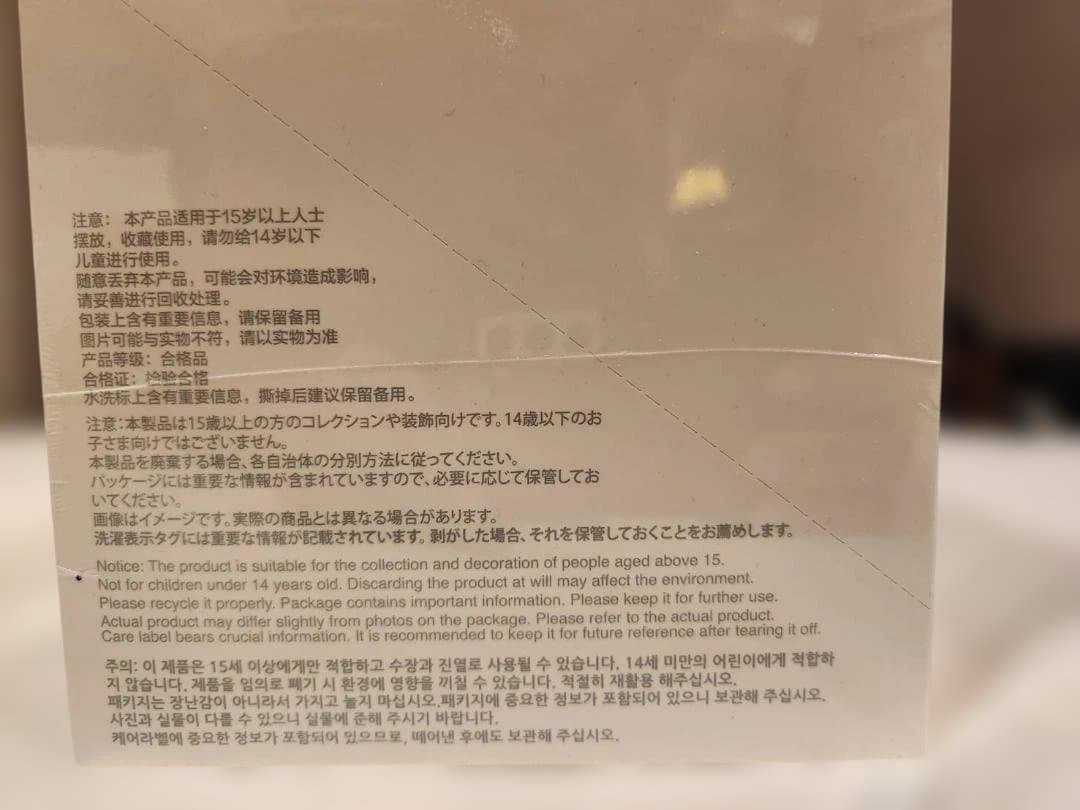 注意： 本产品适用于15岁以上人士
摆放，收藏使用，请勿给14岁以下
儿童进行使用。
随意丢弃本产品，可能会对环境造成影响，
请妥善进行回收处理。
包装上含有重要信息，请保留备用
图片可能与实物不符，请以实物为准
产品等级：合格品
合格证：检验合格
水洗标上含有重要信息，撕掉后建议保留备用。
注意:本製品は15歳以上の方のコレクションや装飾向けです。14歳以下のお
子さま向けではございません。
本製品を廃棄する場合、各自治体の分別方法に従ってください。
パッケージには重要な情報が含まれていますので、必要に応じて保管してお
いてください。
画像はイメージです。実際の商品とは異なる場合があります。
洗濯表示タグには重要な情報が記載されています。剥がした場合、それを保管しておくことをお薦めします。
Notice: The product is suitable for the collection and decoration of people aged above 15.
Not for children under 14 years old. Discarding the product at will may affect the environment.
Please recycle it properly. Package contains important information. Please keep it for further use.
Actual product may differ slightly from photos on the package. Please refer to the actual product.
Care label bears crucial information. It is recommended to keep it for future reference after tearing it off.
주의: 이 제품은 15세 이상에게만 적합하고 수장과 진열로 사용될 수 있습니다. 14세 미만의 어린이에게 적합하
지 않습니다. 제품을 임의로 폐기 시 환경에 영향을 끼칠 수 있습니다. 적절히 재활용 해주십시오.
패키지는 장난감이 아니라서 가지고 놀지 마십시오.패키지에 중요한 정보가 포함되어 있으니 보관해 주십시오.
사진과 실물이 다를 수 있으니 실물에 준해 주시기 바랍니다.
케어라벨에 중요한 정보가 포함되어 있으므로, 떼어낸 후에도 보관해 주십시오.